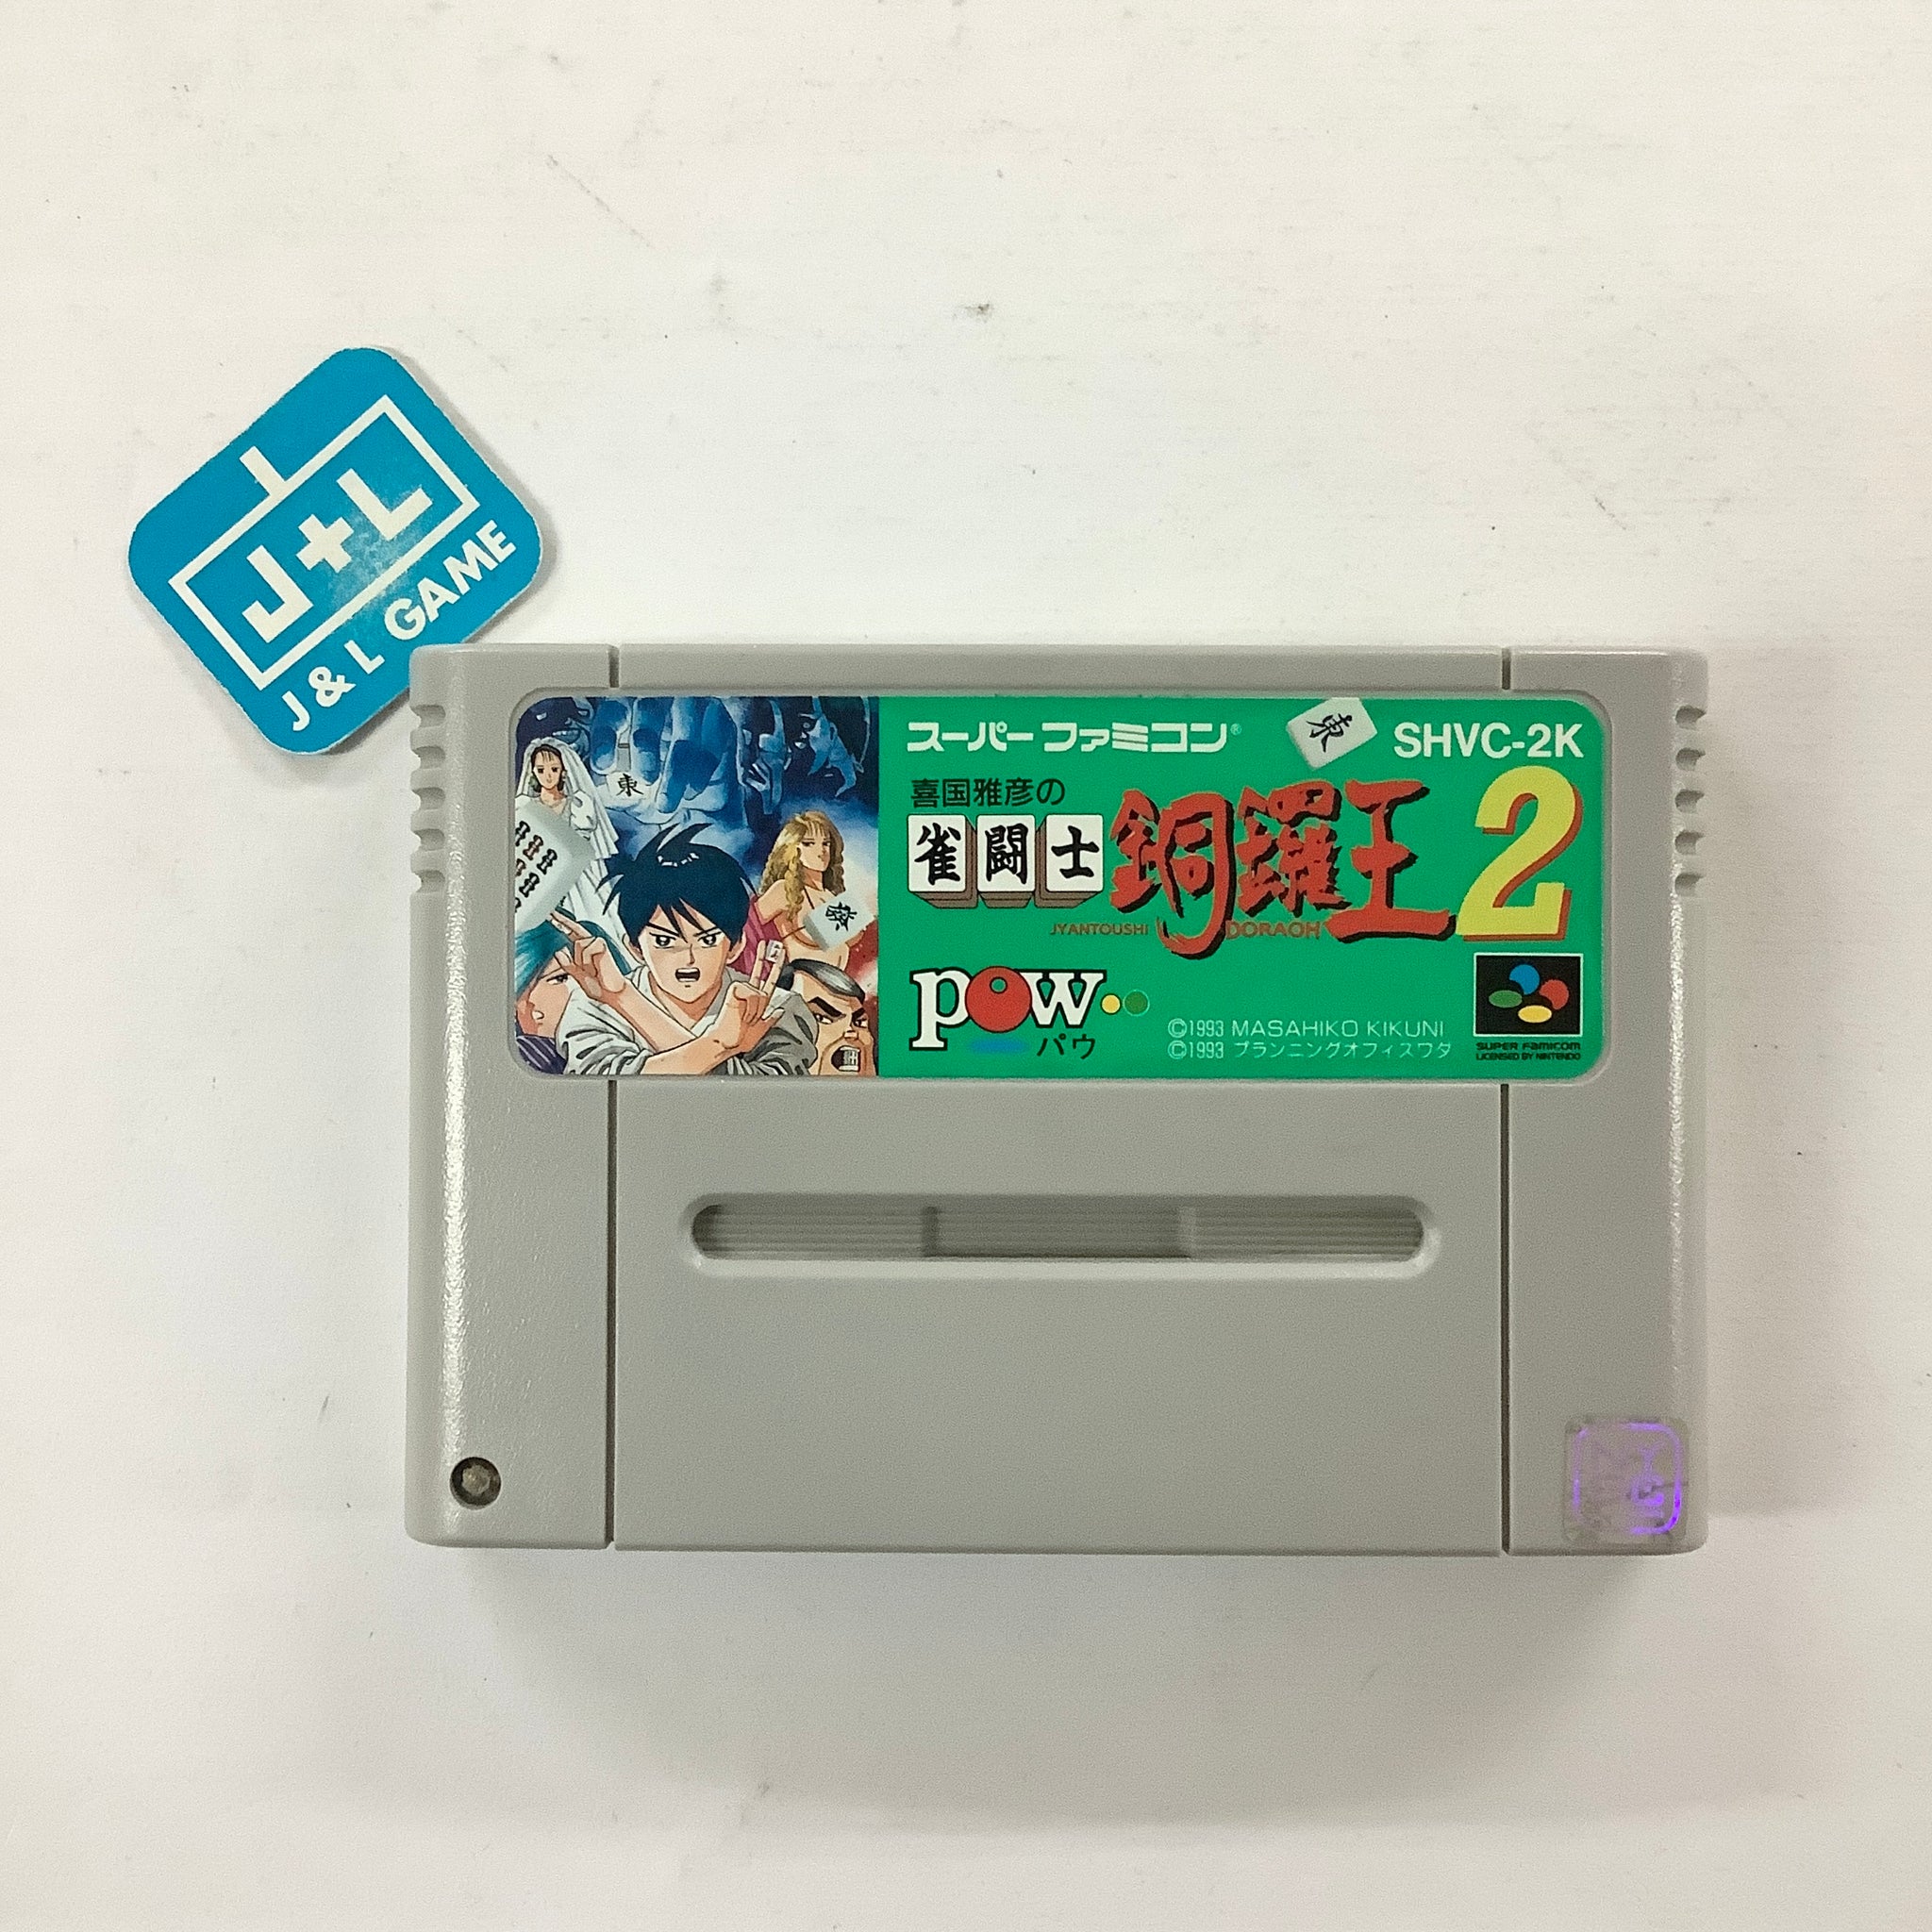 J+L
J & L GAME
スーパーファミコン®
東
SHVC-2K
喜国雅彦の
雀闘士 銅鑼王 2
JYANTOUSHI DORAOH
東
發
pow
パウ
©1993 MASAHIKO KIKUNI
©1993 プランニングオフィスワダ
SUPER FAMICOM
LICENSED BY NINTENDO